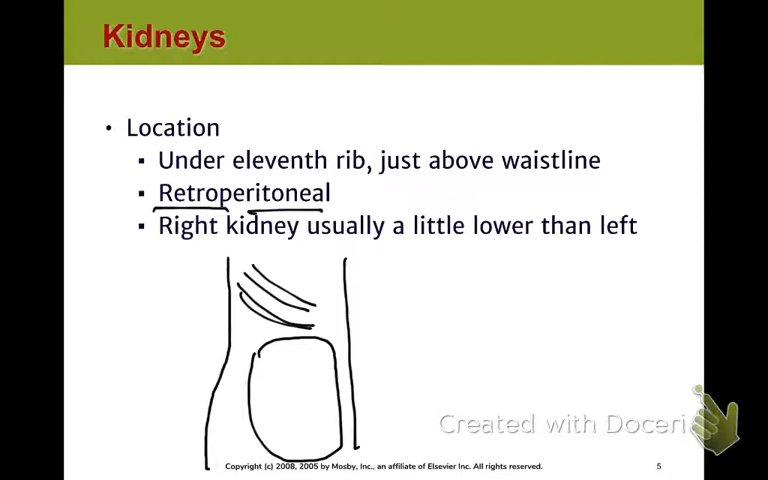 Kidneys
• Location
▪ Under eleventh rib, just above waistline
▪ Retroperitoneal
▪ Right kidney usually a little lower than left
Created with Doceri
Copyright (c) 2008, 2005 by Mosby, Inc., an affiliate of Elsevier Inc. All rights reserved.
5